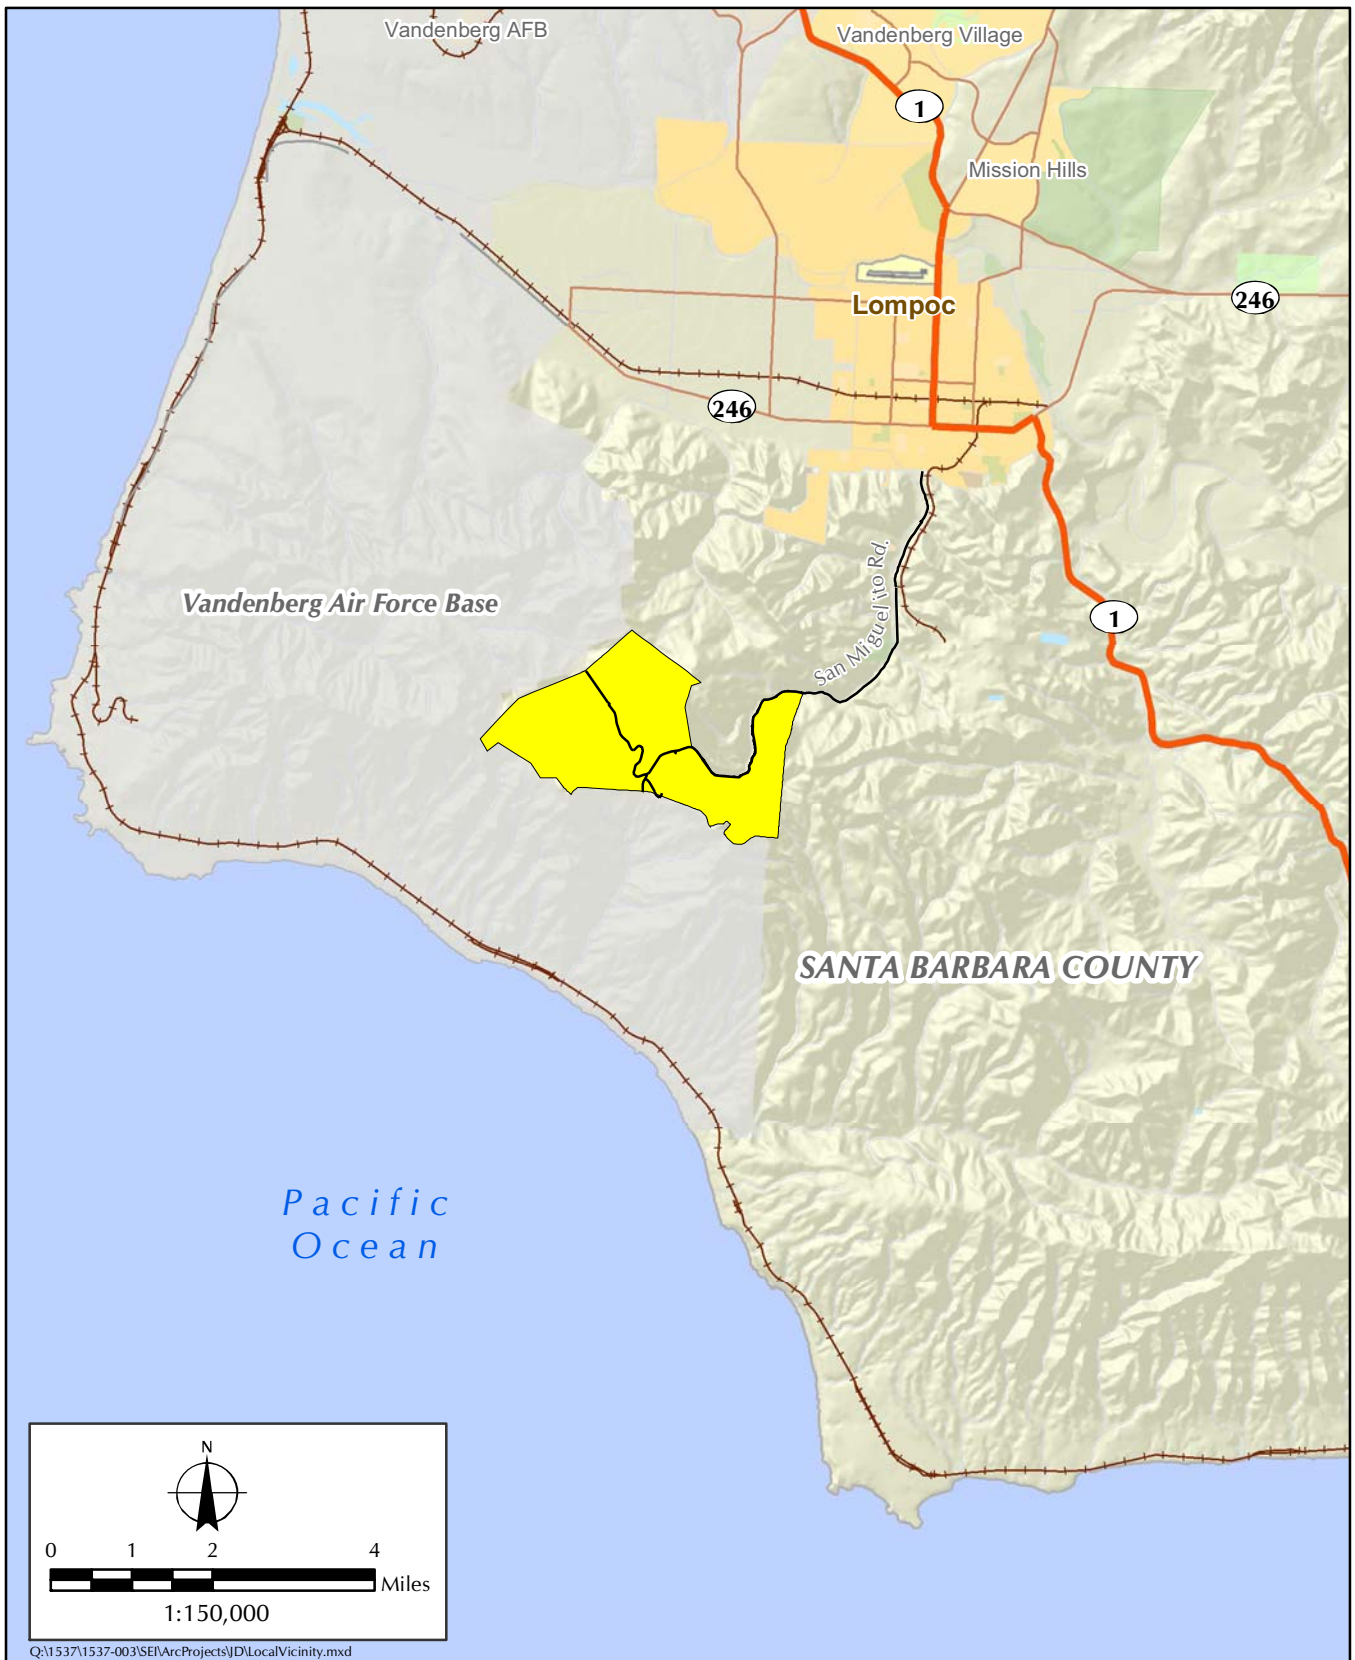 Vandenberg AFB
Vandenberg Village
1
Mission Hills
246
Lompoc
246
San Miguel ito Rd.
Vandenberg Air Force Base
1
SANTA BARBARA COUNTY
Pacific
Ocean
N
0 1 2 4
Miles
1:150,000
Q:\1537\1537-003\SEI\ArcProjects\JD\LocalVicinity.mxd